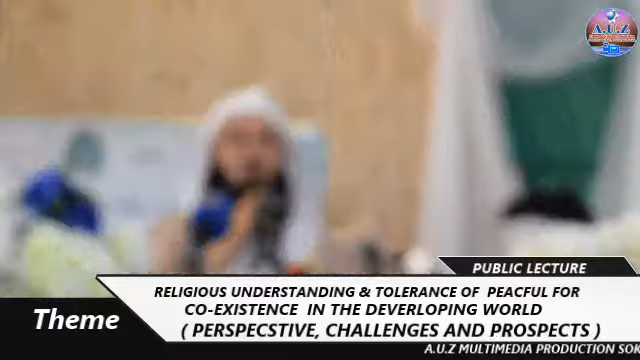 A.U.Z
PUBLIC LECTURE
Theme
RELIGIOUS UNDERSTANDING & TOLERANCE OF PEACFUL FOR
CO-EXISTENCE IN THE DEVERLOPING WORLD
( PERSPECSTIVE, CHALLENGES AND PROSPECTS )
A.U.Z MULTIMEDIA PRODUCTION SOK